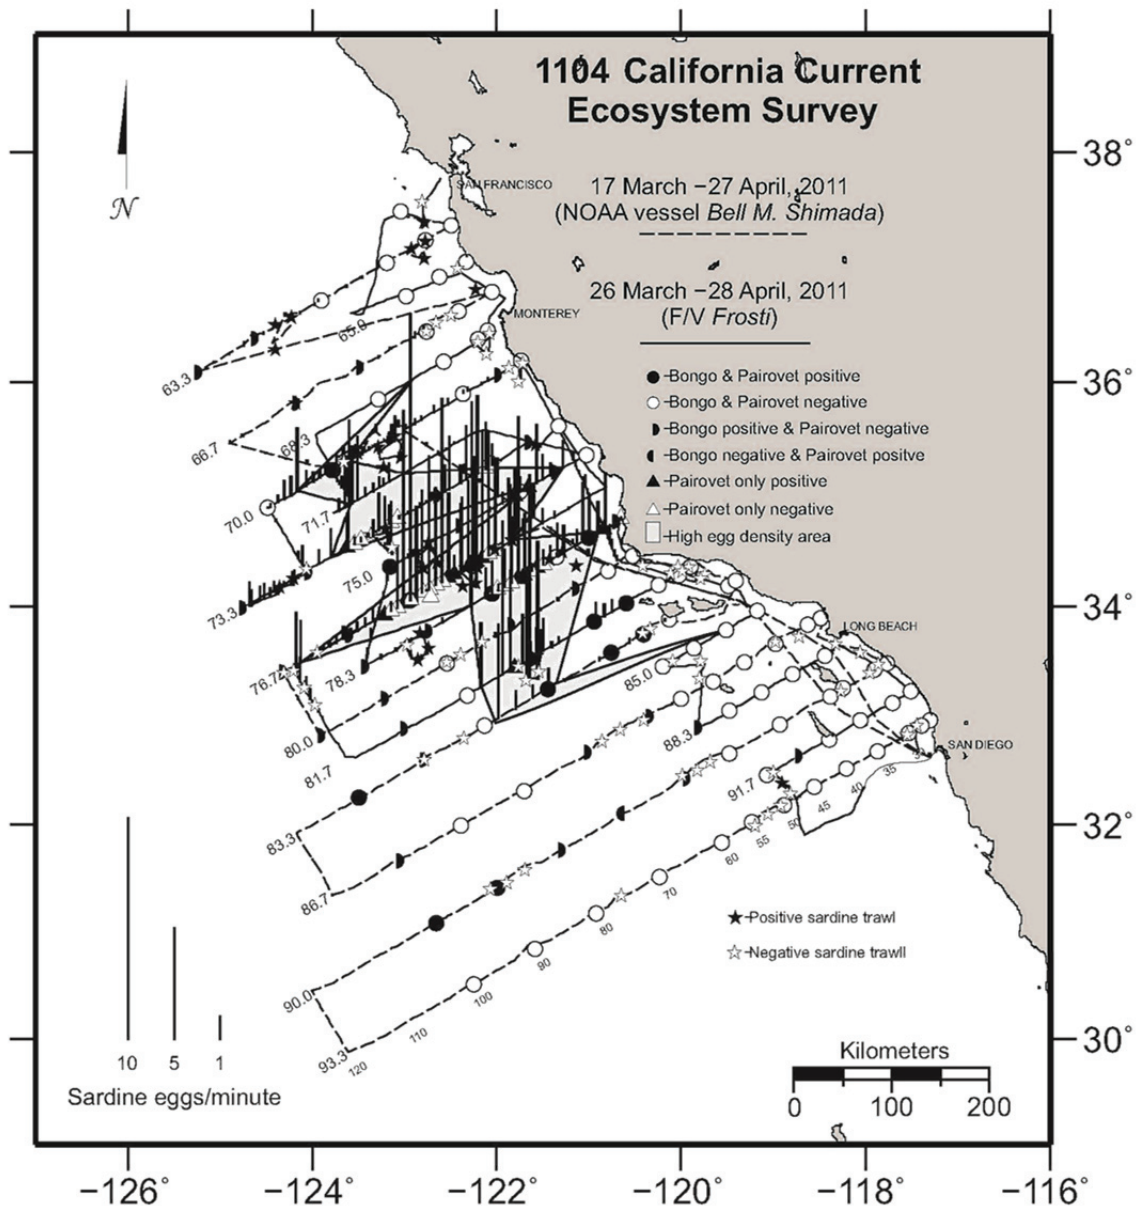 1104 California Current
Ecosystem Survey
38°
SAN FRANCISCO
17 March –27 April, 2011
(NOAA vessel Bell M. Shimada)
N
26 March –28 April, 2011
(F/V Frosti)
MONTEREY
65.0
63.3
36°
Bongo & Pairovet positive
Bongo & Pairovet negative
Bongo positive & Pairovet negative
Bongo negative & Pairovet positve
Pairovet only positive
Pairovet only negative
High egg density area
66.7
68.3
70.0
71.7
73.3
75.0
34°
LONG BEACH
76.7
78.3
85.0
80.0
88.3
SAN DIEGO
81.7
91.7
35
40
45
50
55
60
83.3
32°
86.7
70
80
90
100
110
120
Positive sardine trawl
Negative sardine trawll
90.0
93.3
30°
10 5 1
Sardine eggs/minute
Kilometers
0 100 200
−126° −124° −122° −120° −118° −116°